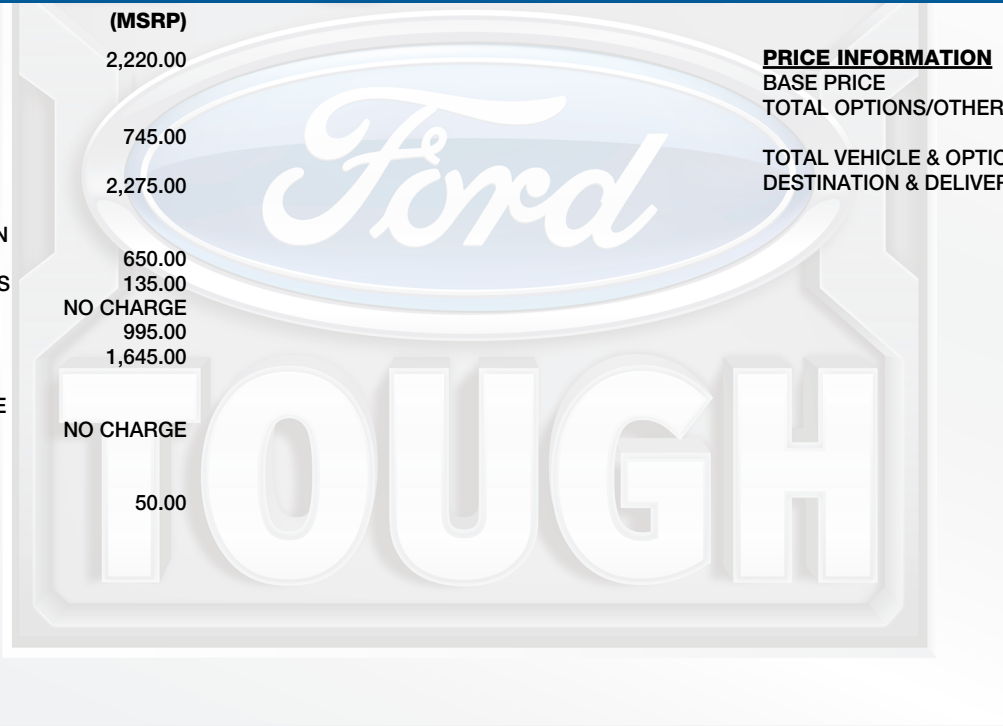 (MSRP)
2,220.00
745.00
2,275.00
N
650.00
S
135.00
NO CHARGE
995.00
1,645.00
E
NO CHARGE
50.00
PRICE INFORMATION
BASE PRICE
TOTAL OPTIONS/OTHER
TOTAL VEHICLE & OPTIO
DESTINATION & DELIVER
Ford
TOUGH